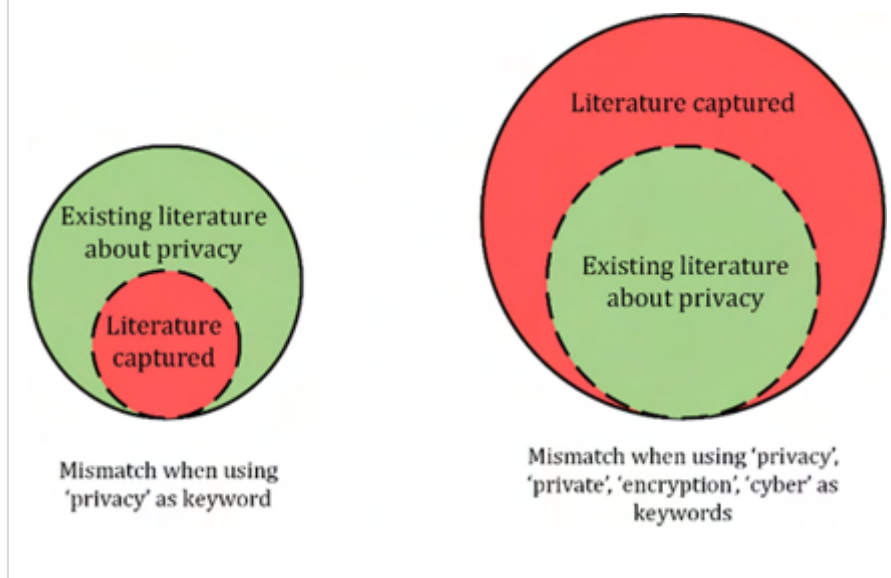 Existing literature
about privacy
Literature
captured
Mismatch when using
‘privacy’ as keyword
Literature captured
Existing literature
about privacy
Mismatch when using ‘privacy’,
‘private’, ‘encryption’, ‘cyber’ as
keywords